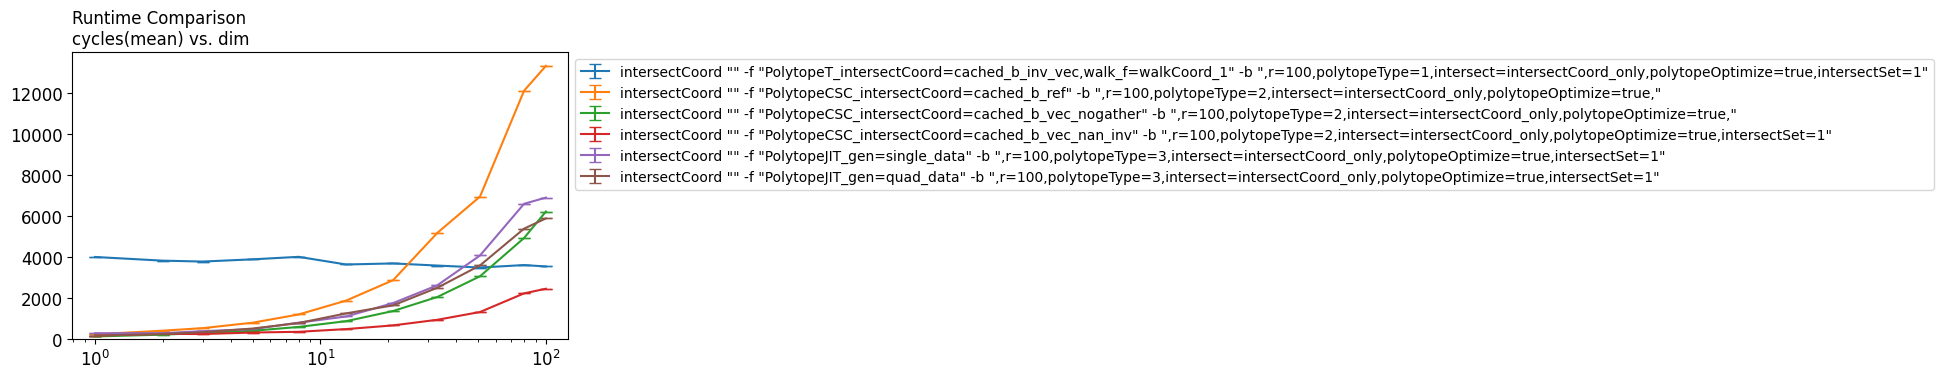 Runtime Comparison
cycles(mean) vs. dim
12000
10000
8000
6000
4000
2000
0
10^0
10^1
10^2
intersectCoord "" -f "PolytopeT_intersectCoord=cached_b_inv_vec,walk_f=walkCoord_1" -b ",r=100,polytopeType=1,intersect=intersectCoord_only,polytopeOptimize=true,intersectSet=1"
intersectCoord "" -f "PolytopeCSC_intersectCoord=cached_b_ref" -b ",r=100,polytopeType=2,intersect=intersectCoord_only,polytopeOptimize=true,"
intersectCoord "" -f "PolytopeCSC_intersectCoord=cached_b_vec_nogather" -b ",r=100,polytopeType=2,intersect=intersectCoord_only,polytopeOptimize=true,"
intersectCoord "" -f "PolytopeCSC_intersectCoord=cached_b_vec_nan_inv" -b ",r=100,polytopeType=2,intersect=intersectCoord_only,polytopeOptimize=true,intersectSet=1"
intersectCoord "" -f "PolytopeJIT_gen=single_data" -b ",r=100,polytopeType=3,intersect=intersectCoord_only,polytopeOptimize=true,intersectSet=1"
intersectCoord "" -f "PolytopeJIT_gen=quad_data" -b ",r=100,polytopeType=3,intersect=intersectCoord_only,polytopeOptimize=true,intersectSet=1"